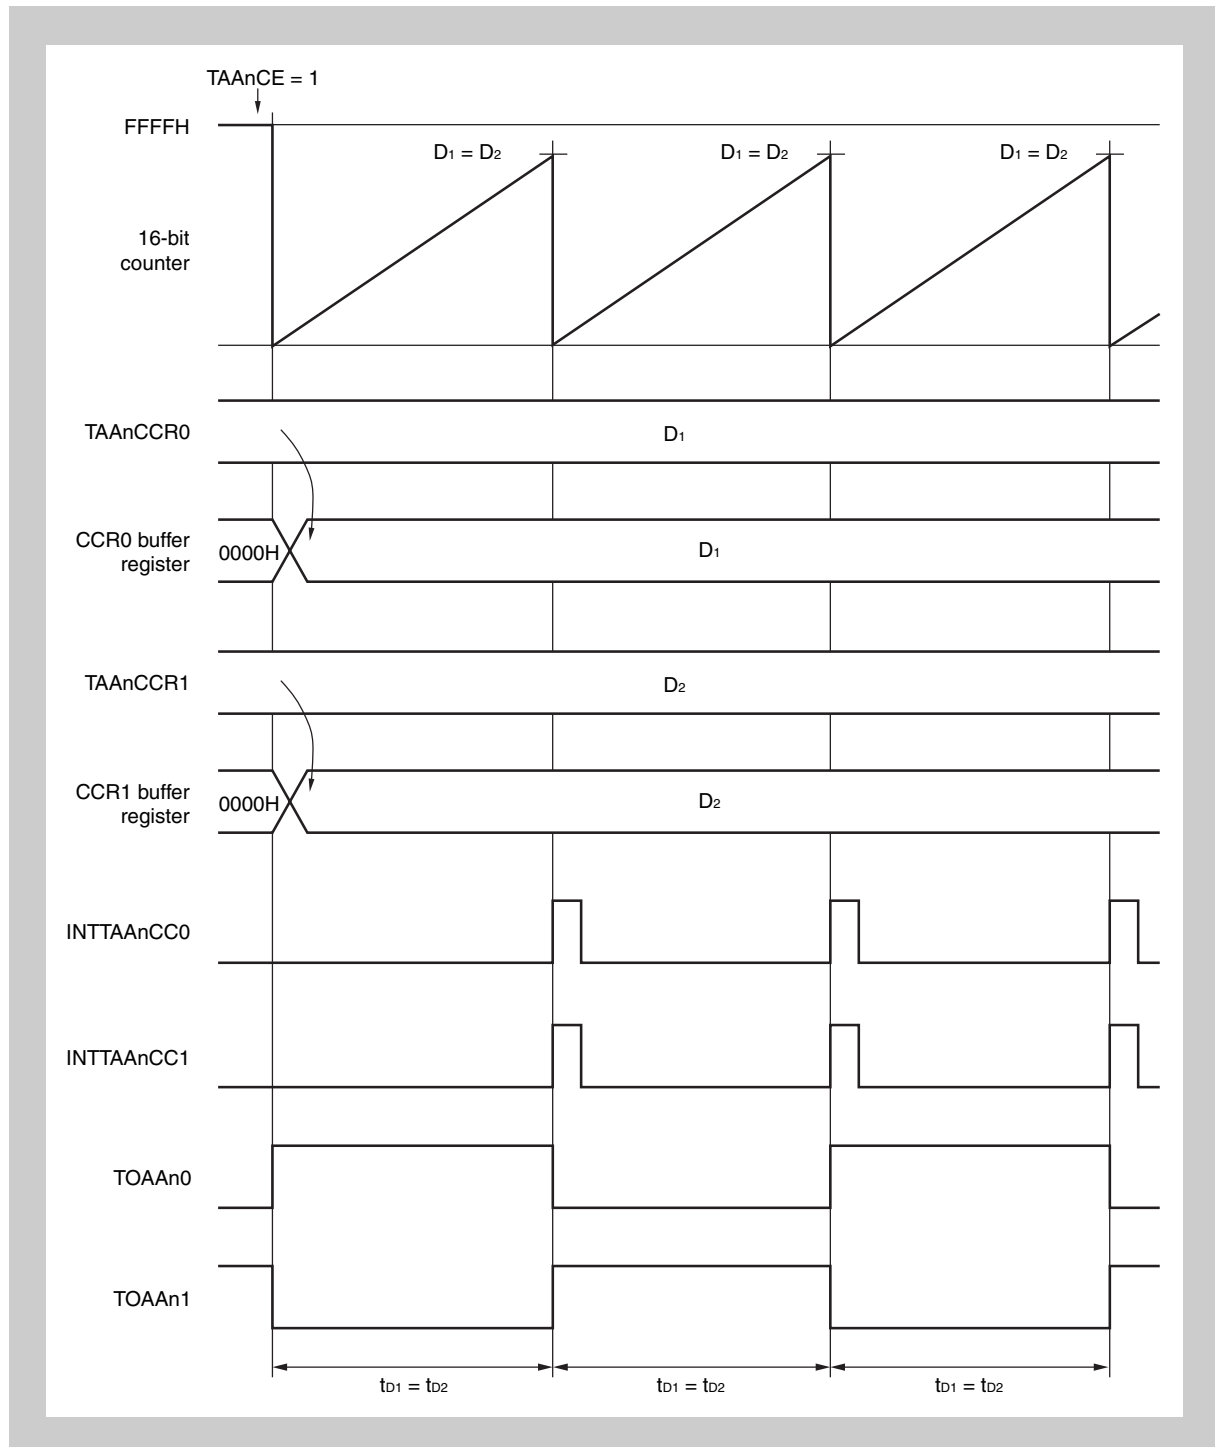 TAAnCE = 1
FFFFH
D1 = D2 D1 = D2 D1 = D2
16-bit
counter
TAAnCCR0
D1
CCR0 buffer
register
0000H
D1
TAAnCCR1
D2
CCR1 buffer
register
0000H
D2
INTTAAnCC0
INTTAAnCC1
TOAAn0
TOAAn1
tD1 = tD2 tD1 = tD2 tD1 = tD2